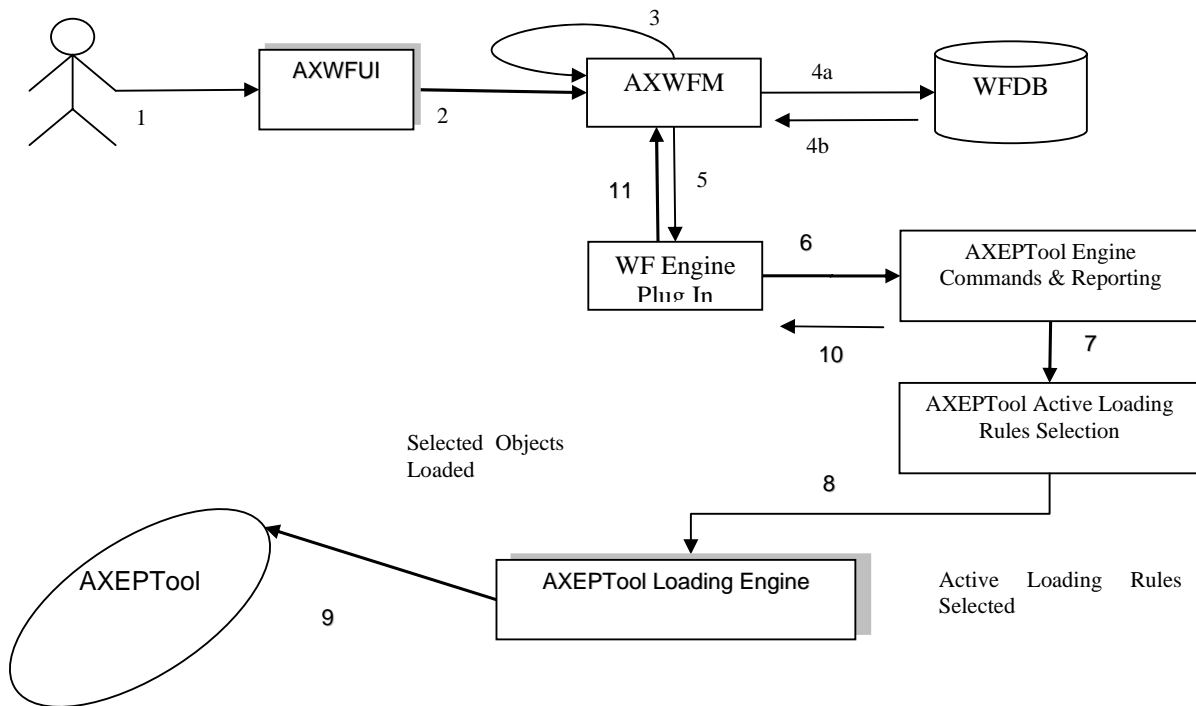 3
AXWFUI
AXWFM
4a
WFDB
1
2
4b
11
5
6
WF Engine
Plug In
AXEPTool Engine
Commands & Reporting
10
7
AXEPTool Active Loading
Rules Selection
Selected Objects
Loaded
8
AXEPTool
AXEPTool Loading Engine
Active Loading Rules
Selected
9